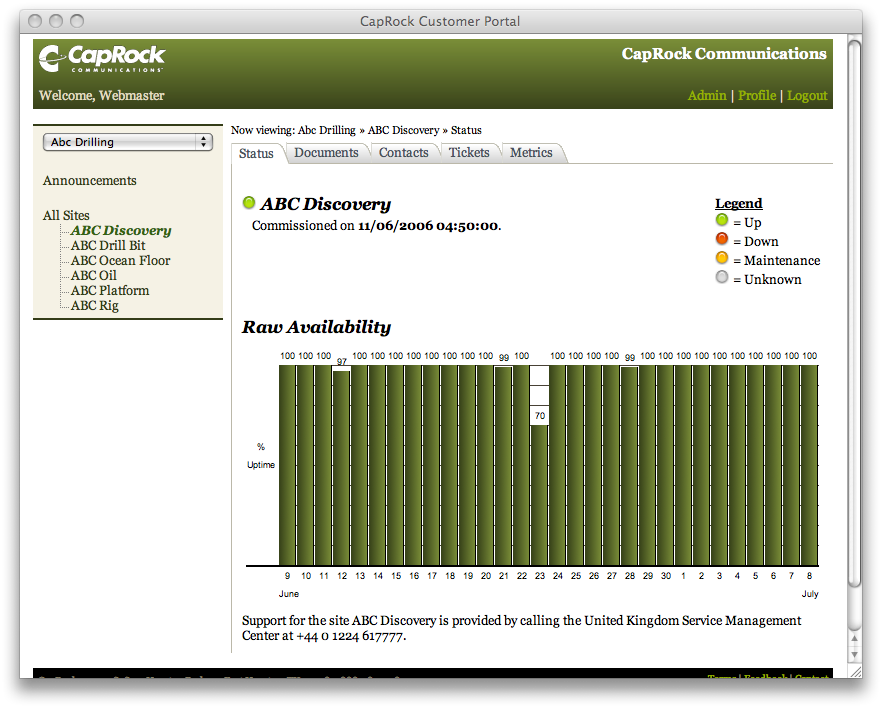 CapRock Customer Portal
CapRock
COMMUNICATIONS
CapRock Communications
Welcome, Webmaster
Admin | Profile | Logout
Abc Drilling
Announcements
All Sites
ABC Discovery
ABC Drill Bit
ABC Ocean Floor
ABC Oil
ABC Platform
ABC Rig
Now viewing: Abc Drilling » ABC Discovery » Status
Status Documents Contacts Tickets Metrics
ABC Discovery
Commissioned on 11/06/2006 04:50:00.
Legend
= Up
= Down
= Maintenance
= Unknown
Raw Availability
100 100 100 97 100 100 100 100 100 100 100 100 99 100 70 100 100 100 100 99 100 100 100 100 100 100 100 100 100 100
%
Uptime
9 10 11 12 13 14 15 16 17 18 19 20 21 22 23 24 25 26 27 28 29 30 1 2 3 4 5 6 7 8
June July
Support for the site ABC Discovery is provided by calling the United Kingdom Service Management
Center at +44 0 1224 617777.
Terms | Feedback | Contact